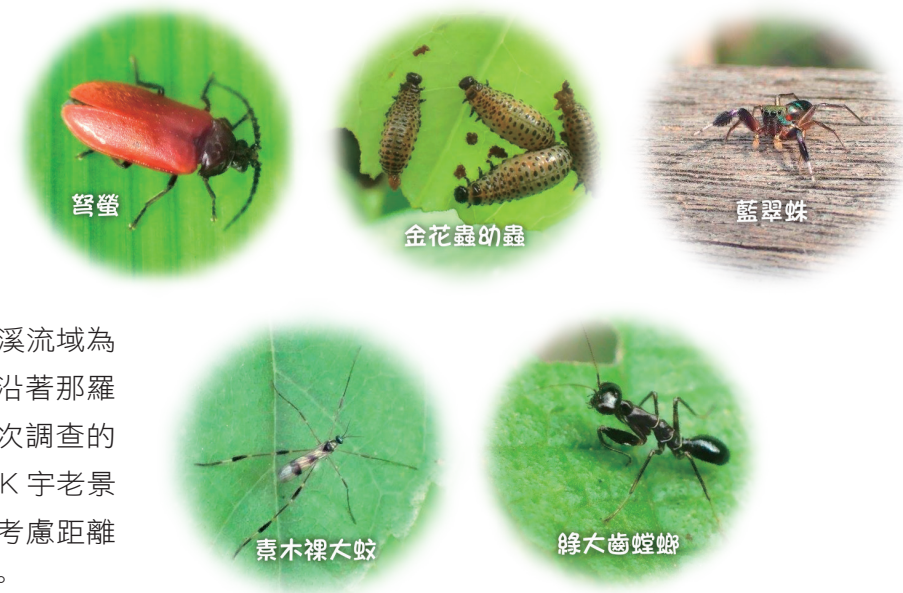 弩螢
金花蟲幼蟲
藍翠蛛
溪流域為
沿著那羅
次調查的
K 宇老景
考慮距離
。
素木裸大蚊
綠大齒螳螂